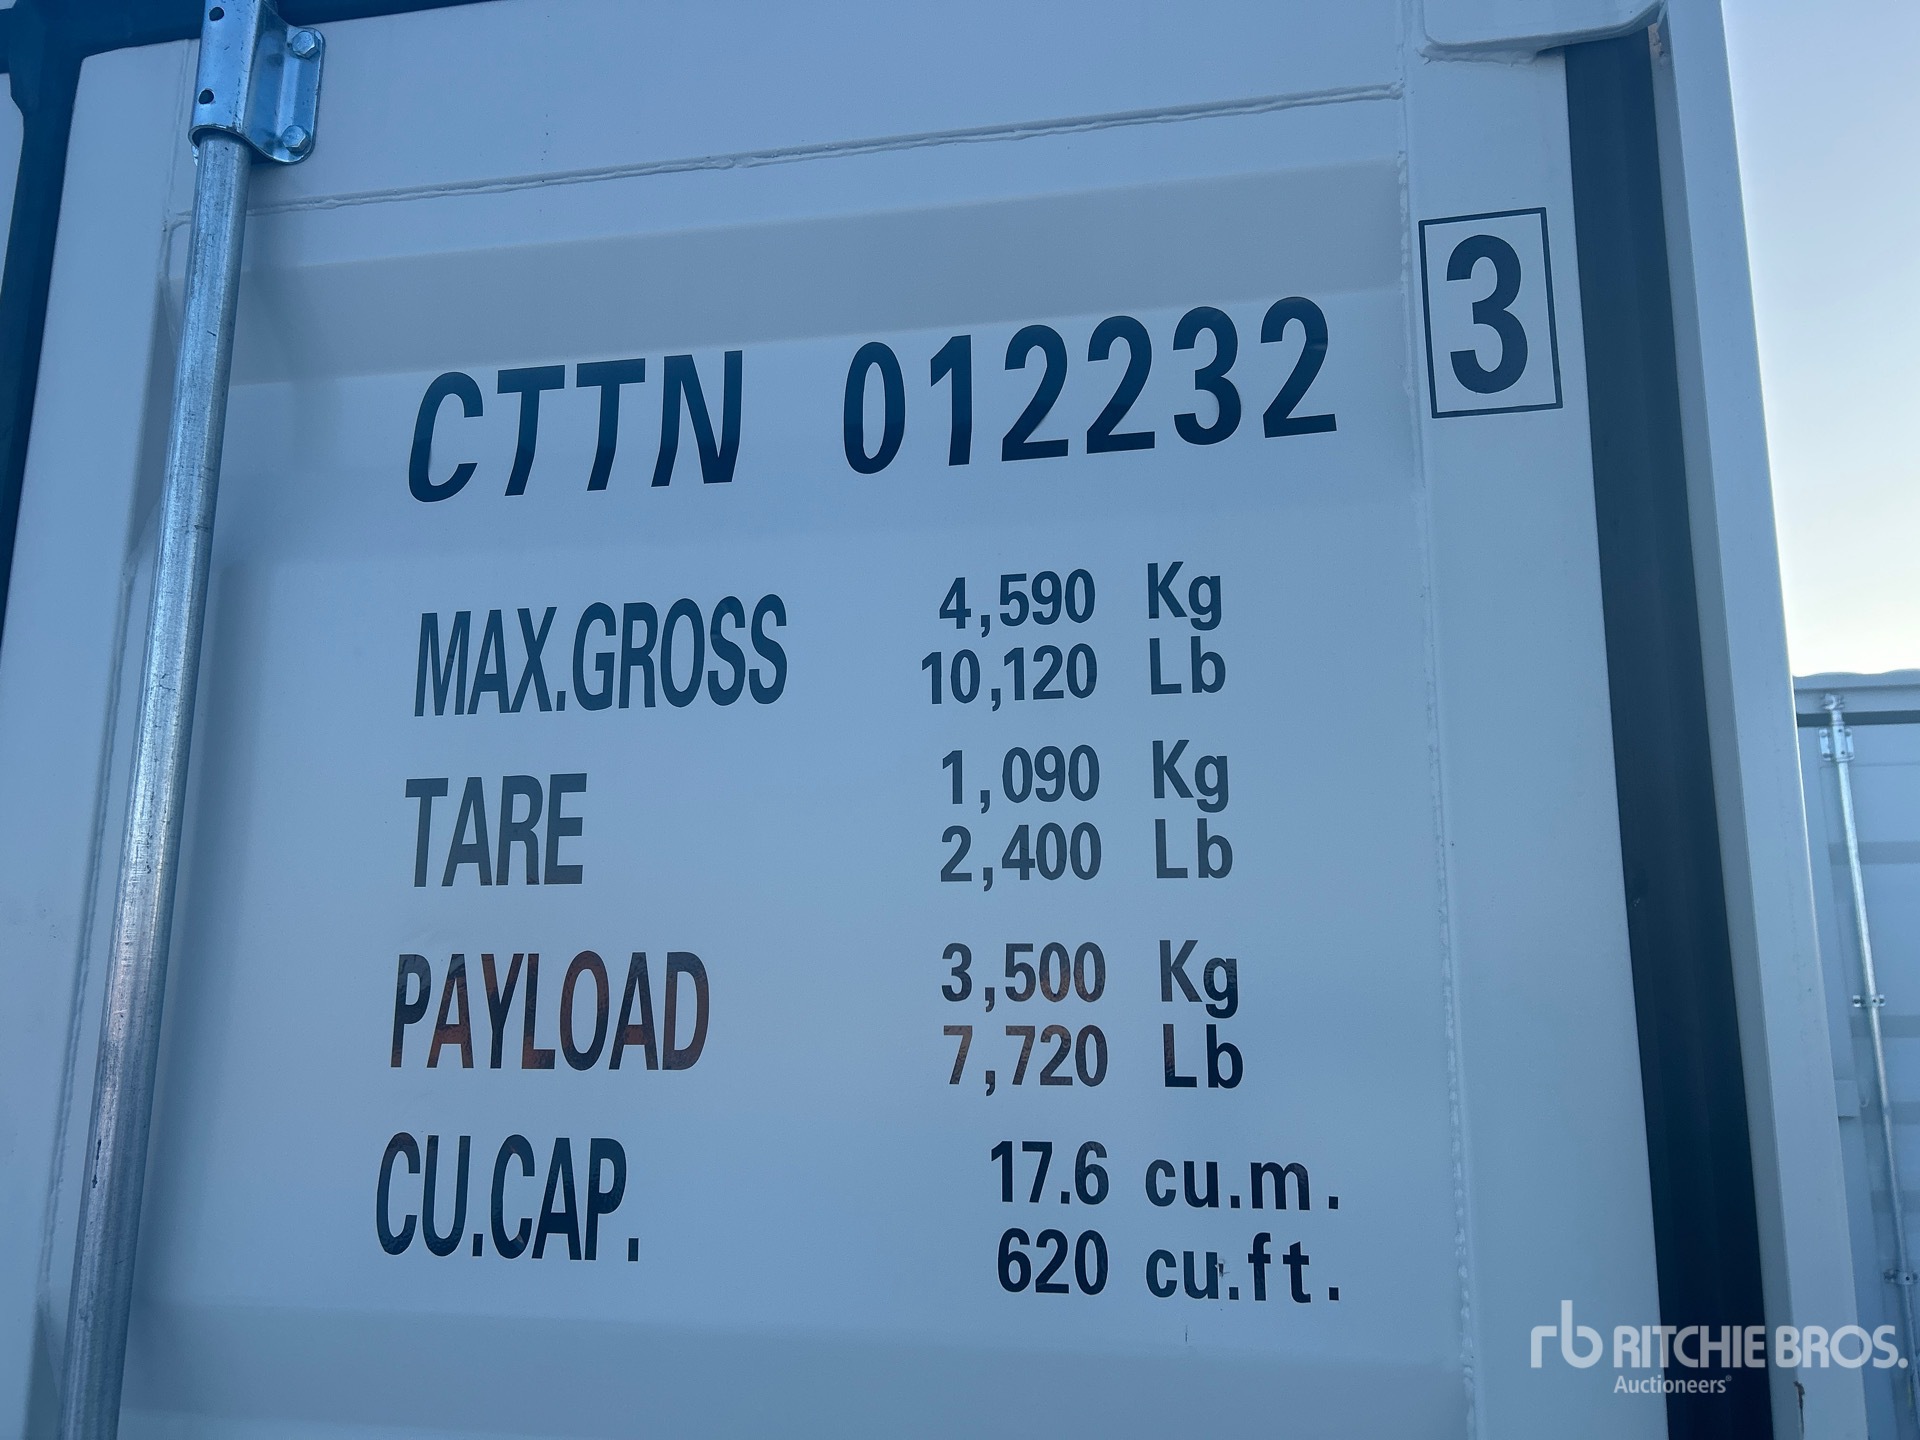 CTTN 012232 3
MAX.GROSS 4,590 Kg
10,120 Lb
TARE 1,090 Kg
2,400 Lb
PAYLOAD 3,500 Kg
7,720 Lb
CU.CAP. 17.6 cu.m.
620 cu.ft.
rb RITCHIE BROS.
Auctioneers®